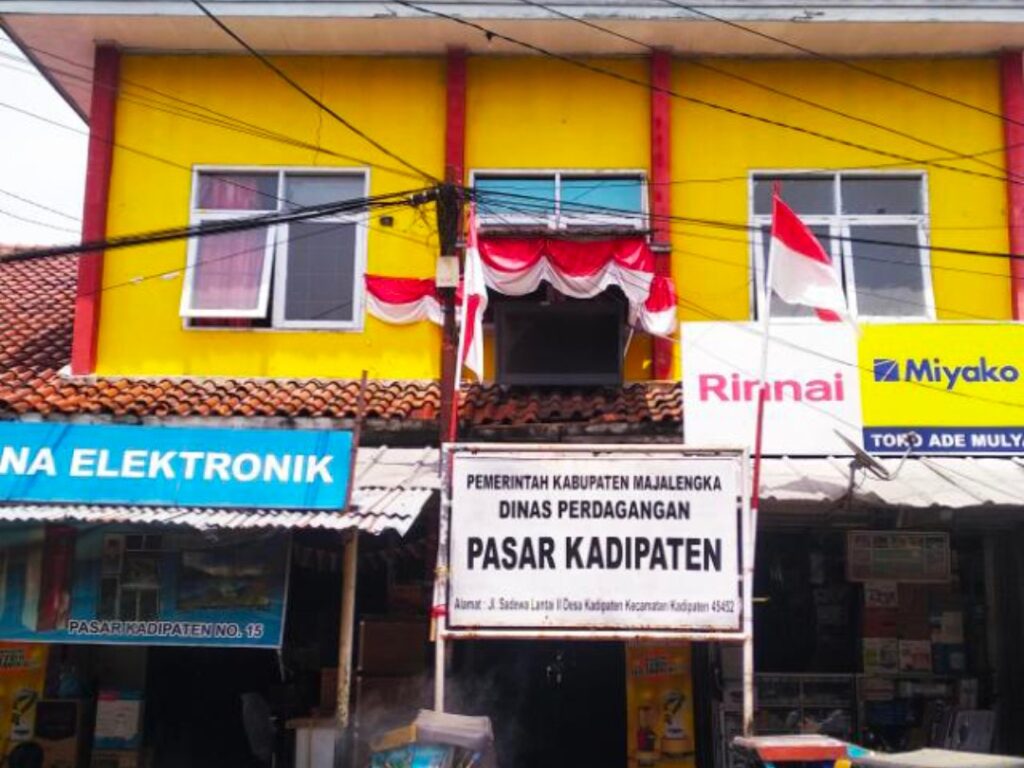 Rinnai
Miyako
TOKO ADE MULYA
NA ELEKTRONIK
PEMERINTAH KABUPATEN MAJALENGKA
DINAS PERDAGANGAN
PASAR KADIPATEN
Alamat : Jl. Sadewa Lantai II Desa Kadipaten Kecamatan Kadipaten 45452
PASAR KADIPATEN NO. 15